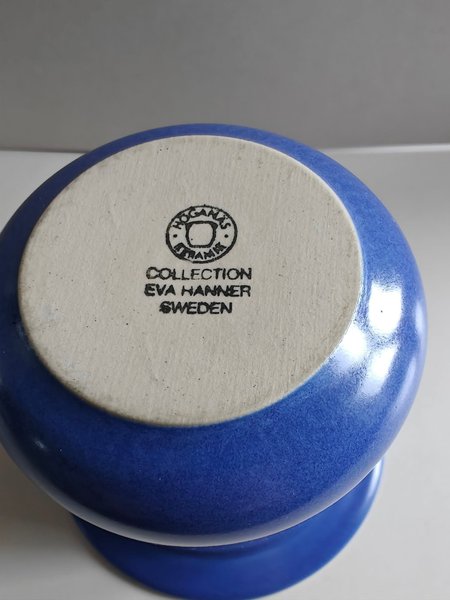 HÖGANÄS
KERAMIK
COLLECTION
EVA HANNER
SWEDEN